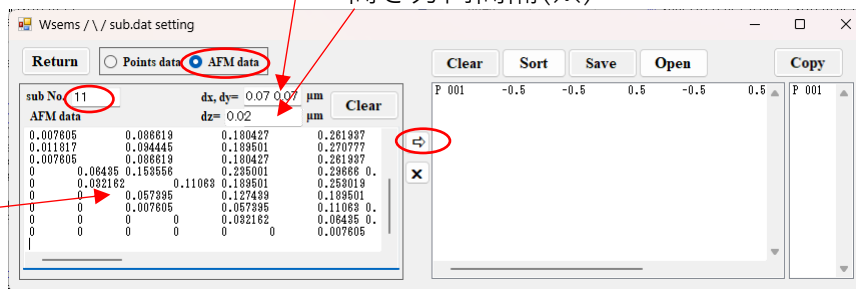 Wsems / \ / sub.dat setting
Return Points data AFM data Clear Sort Save Open Copy
sub No. 11 dx, dy= 0.07 0.07 μm Clear
AFM data dz= 0.02 μm
0.007605 0.086619 0.180427 0.261937
0.011817 0.094445 0.189501 0.270777
0.007605 0.086619 0.180427 0.261937
0 0.06435 0.153556 0.235001 0.29666 0.
0 0.032162 0.11063 0.189501 0.253019
0 0 0.057395 0.127439 0.189501
0 0 0.007605 0.057395 0.11063 0.
0 0 0 0 0.032162 0.06435 0.
0 0 0 0 0 0 0.007605
P 001 -0.5 -0.5 0.5 -0.5 0.5
P 001